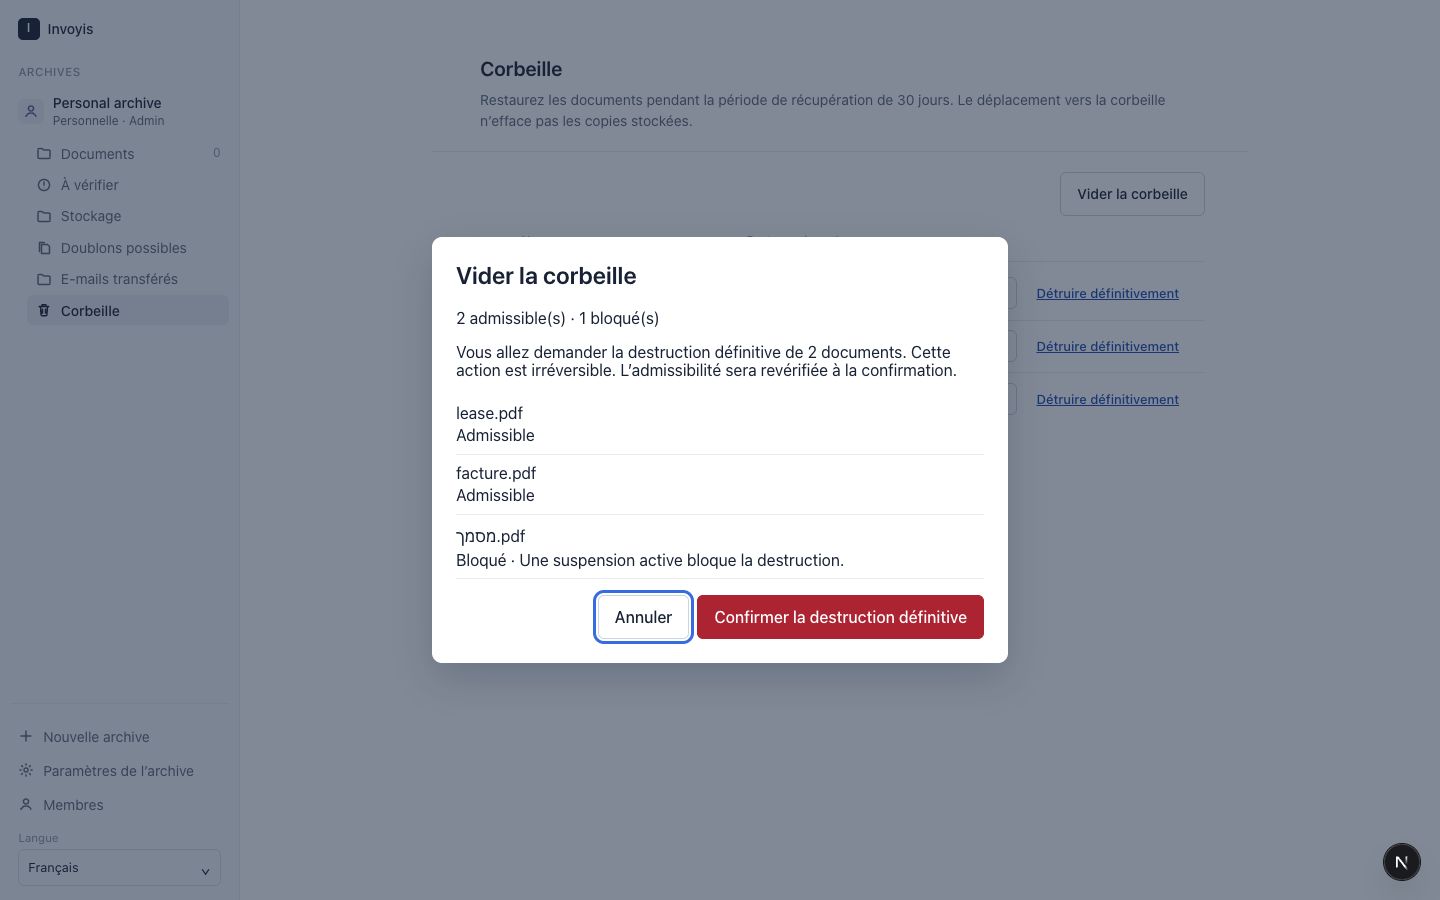 I Invoyis
ARCHIVES
Personal archive
Personnelle · Admin
Documents 0
À vérifier
Stockage
Doublons possibles
E-mails transférés
Corbeille
Nouvelle archive
Paramètres de l'archive
Membres
Langue
Français
Corbeille
Restaurez les documents pendant la période de récupération de 30 jours. Le déplacement vers la corbeille
n'efface pas les copies stockées.
Vider la corbeille
Détruire définitivement
Détruire définitivement
Détruire définitivement
Vider la corbeille
2 admissible(s) · 1 bloqué(s)
Vous allez demander la destruction définitive de 2 documents. Cette
action est irréversible. L’admissibilité sera revérifiée à la confirmation.
lease.pdf
Admissible
facture.pdf
Admissible
מסמך.pdf
Bloqué · Une suspension active bloque la destruction.
Annuler
Confirmer la destruction définitive
N